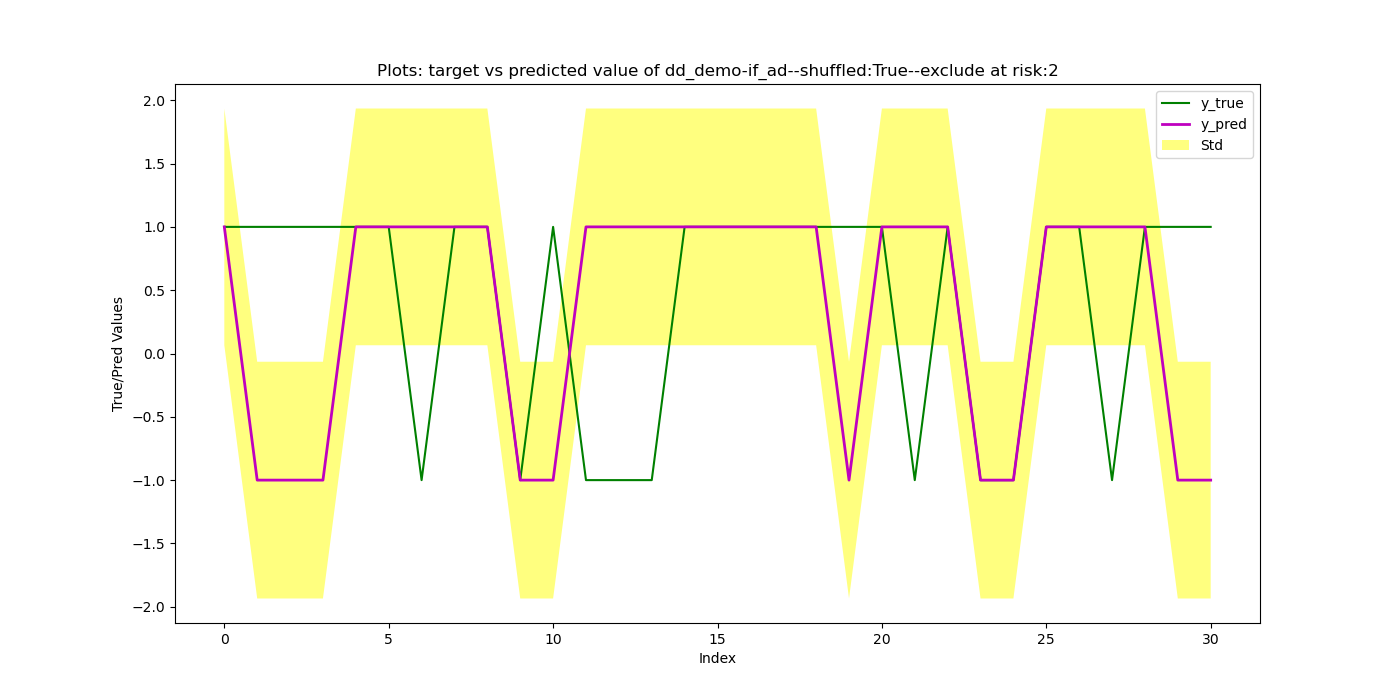 Plots: target vs predicted value of dd_demo-if_ad--shuffled:True--exclude at risk:2
y_true
y_pred
Std
True/Pred Values
2.0
1.5
1.0
0.5
0.0
−0.5
−1.0
−1.5
−2.0
0 5 10 15 20 25 30
Index